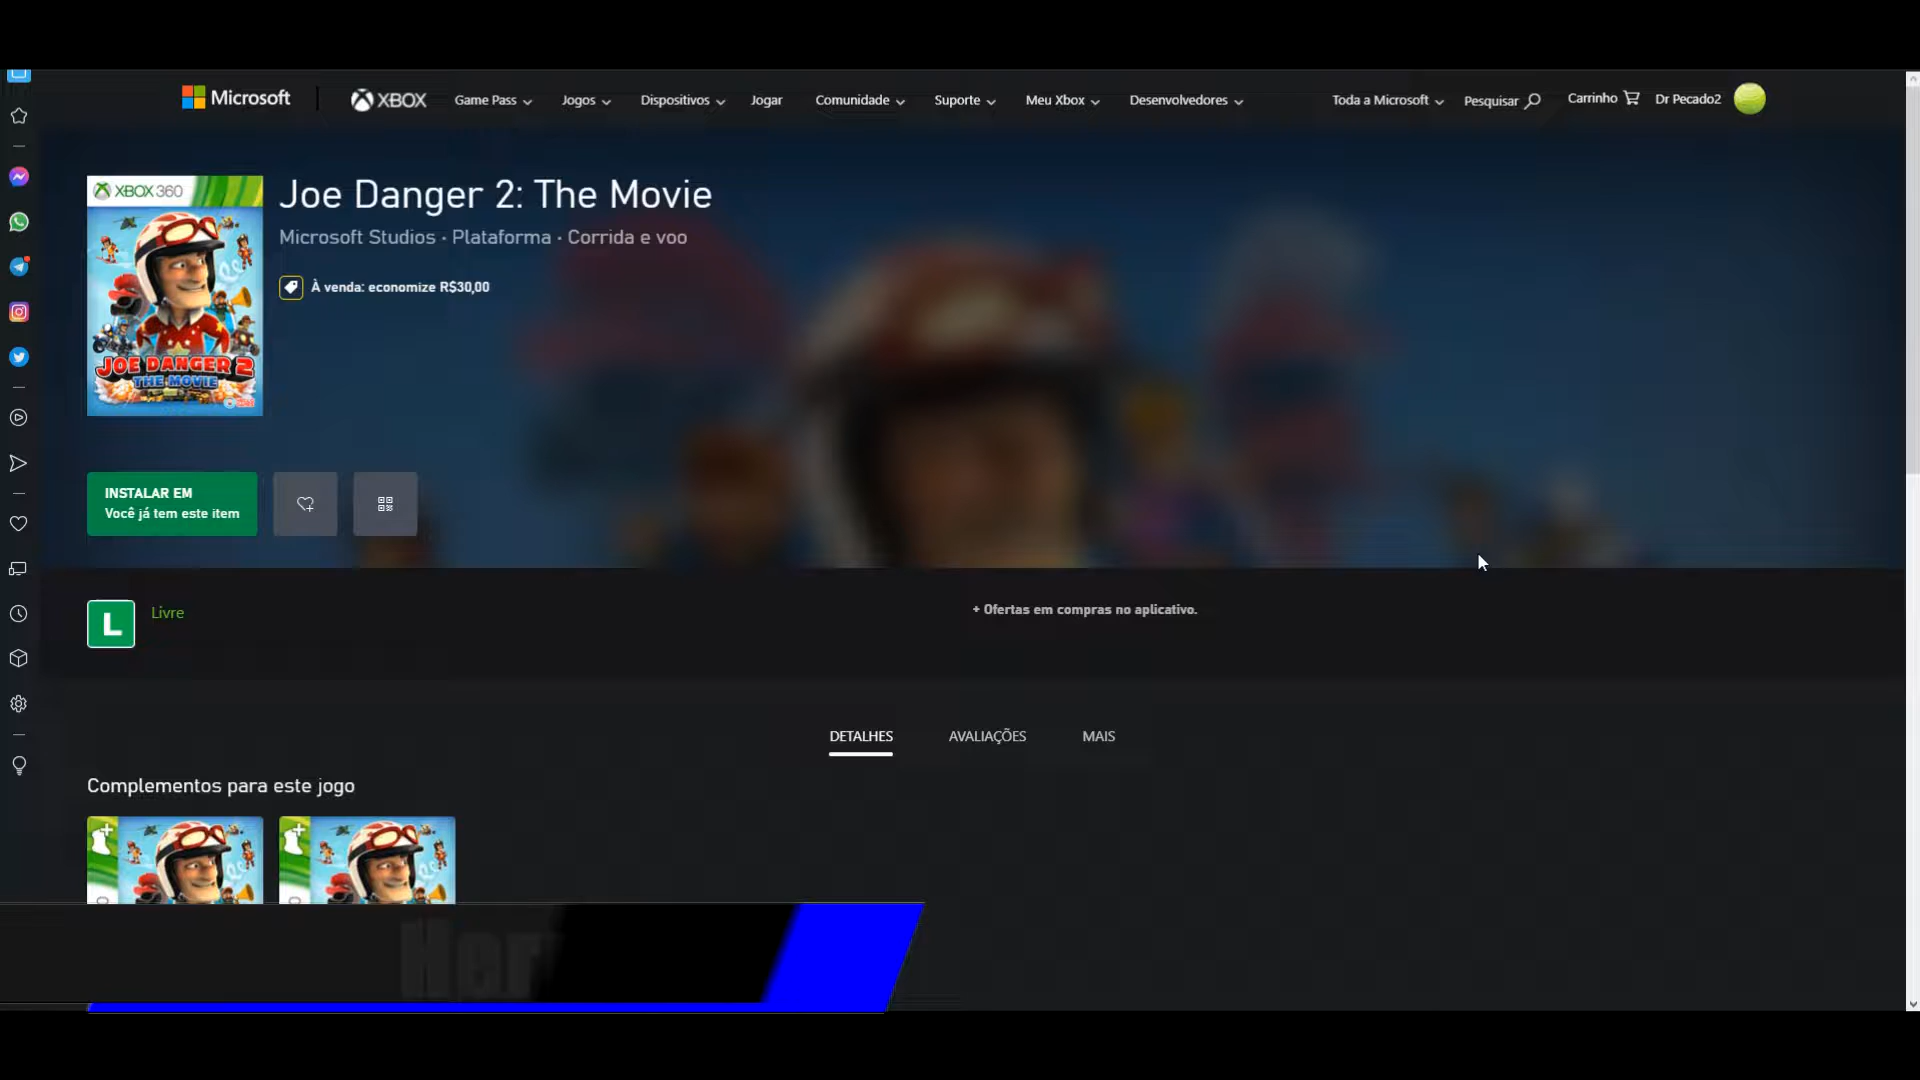 Microsoft
XBOX
Game Pass
Jogos
Dispositivos
Jogar
Comunidade
Suporte
Meu Xbox
Desenvolvedores
Toda a Microsoft
Pesquisar
Carrinho
Dr Pecado2
XBOX 360
JOE DANGER 2
THE MOVIE
Joe Danger 2: The Movie
Microsoft Studios · Plataforma · Corrida e voo
À venda: economize R$30,00
INSTALAR EM
Você já tem este item
L
Livre
+ Ofertas em compras no aplicativo.
DETALHES
AVALIAÇÕES
MAIS
Complementos para este jogo